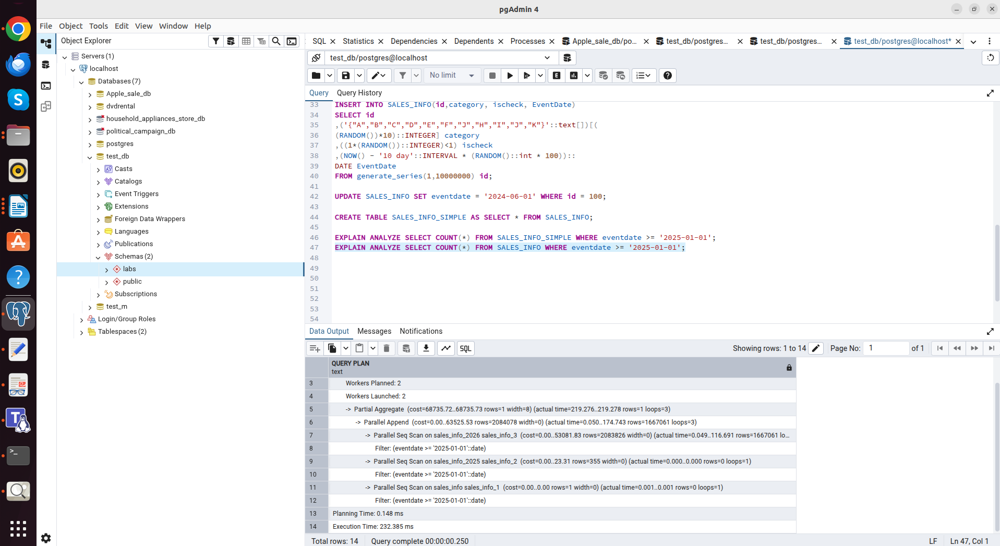 pgAdmin 4
File Object Tools Edit View Window Help
Object Explorer
SQL Statistics Dependencies Dependents Processes Apple_sale_db/po... test_db/postgres... test_db/postgres... test_db/postgres@localhost*
Servers (1)
localhost
Databases (7)
Apple_sale_db
dvdrental
household_appliances_store_db
political_campaign_db
postgres
test_db
Casts
Catalogs
Event Triggers
Extensions
Foreign Data Wrappers
Languages
Publications
Schemas (2)
labs
public
Subscriptions
test_m
Login/Group Roles
Tablespaces (2)
test_db/postgres@localhost
No limit
E
Query Query History
33 INSERT INTO SALES_INFO(id,category, ischeck, EventDate)
34 SELECT id
35 ,('{"A","B","C","D","E","F","J","H","I","J","K"}'::text[])[(
36 (RANDOM())*10)::INTEGER] category
37 ,((1*(RANDOM())::INTEGER)<1) ischeck
38 ,(NOW() - '10 day'::INTERVAL * (RANDOM()::int * 100))::
39 DATE EventDate
40 FROM generate_series(1,10000000) id;
41
42 UPDATE SALES_INFO SET eventdate = '2024-06-01' WHERE id = 100;
43
44 CREATE TABLE SALES_INFO_SIMPLE AS SELECT * FROM SALES_INFO;
45
46 EXPLAIN ANALYZE SELECT COUNT(*) FROM SALES_INFO_SIMPLE WHERE eventdate >= '2025-01-01';
47 EXPLAIN ANALYZE SELECT COUNT(*) FROM SALES_INFO WHERE eventdate >= '2025-01-01';
48
49
50
51
52
53
54
Data Output Messages Notifications
SQL
Showing rows: 1 to 14 Page No: 1 of 1
QUERY PLAN
text
3 Workers Planned: 2
4 Workers Launched: 2
5 -> Partial Aggregate (cost=68735.72..68735.73 rows=1 width=8) (actual time=219.276..219.278 rows=1 loops=3)
6 -> Parallel Append (cost=0.00..63525.53 rows=2084078 width=0) (actual time=0.050..174.743 rows=1667061 loops=3)
7 -> Parallel Seq Scan on sales_info_2026 sales_info_3 (cost=0.00..53081.83 rows=2083826 width=0) (actual time=0.049..116.691 rows=1667061 lo...
8 Filter: (eventdate >= '2025-01-01'::date)
9 -> Parallel Seq Scan on sales_info_2025 sales_info_2 (cost=0.00..23.31 rows=355 width=0) (actual time=0.000..0.000 rows=0 loops=1)
10 Filter: (eventdate >= '2025-01-01'::date)
11 -> Parallel Seq Scan on sales_info sales_info_1 (cost=0.00..0.00 rows=1 width=0) (actual time=0.001..0.001 rows=0 loops=1)
12 Filter: (eventdate >= '2025-01-01'::date)
13 Planning Time: 0.148 ms
14 Execution Time: 232.385 ms
Total rows: 14 Query complete 00:00:00.250 LF Ln 47, Col 1